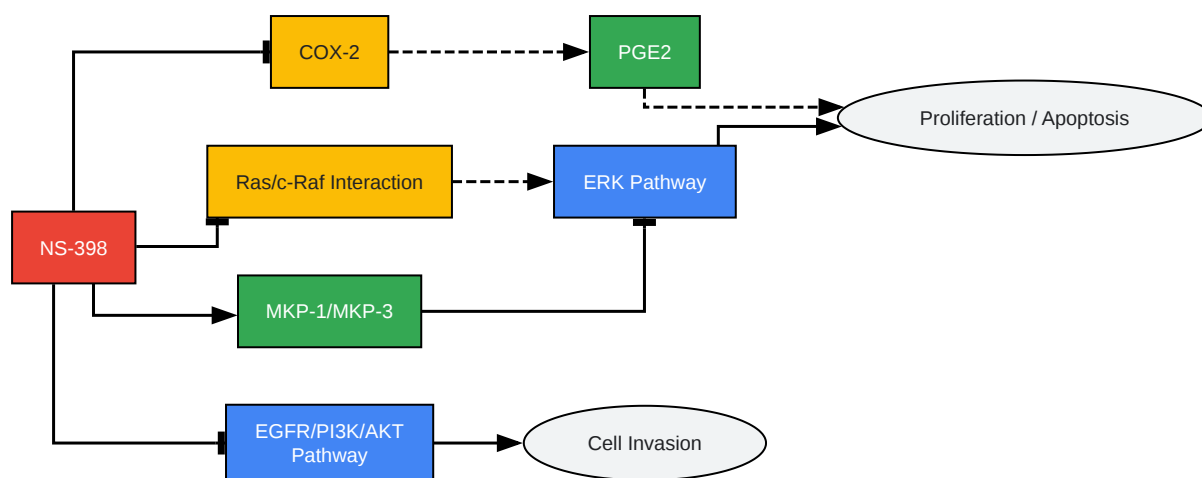 COX-2
PGE2
Proliferation / Apoptosis
Ras/c-Raf Interaction
ERK Pathway
NS-398
MKP-1/MKP-3
EGFR/PI3K/AKT
Pathway
Cell Invasion